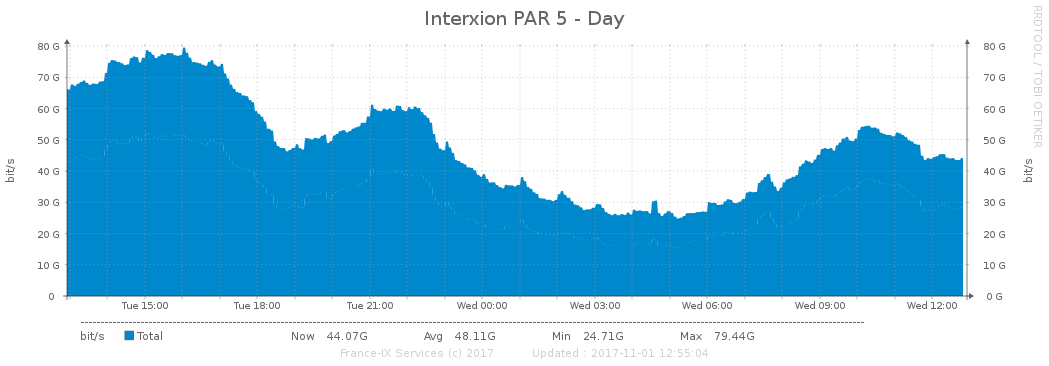 Interxion PAR 5 - Day
RRDTOOL / TOBI OETIKER
bit/s
80 G 80 G
70 G 70 G
60 G 60 G
50 G 50 G
40 G 40 G
30 G 30 G
20 G 20 G
10 G 10 G
0 0 G
bit/s
Tue 15:00 Tue 18:00 Tue 21:00 Wed 00:00 Wed 03:00 Wed 06:00 Wed 09:00 Wed 12:00
bit/s Total Now 44.07G Avg 48.11G Min 24.71G Max 79.44G
France-IX Services (c) 2017 Updated : 2017-11-01 12:55:04